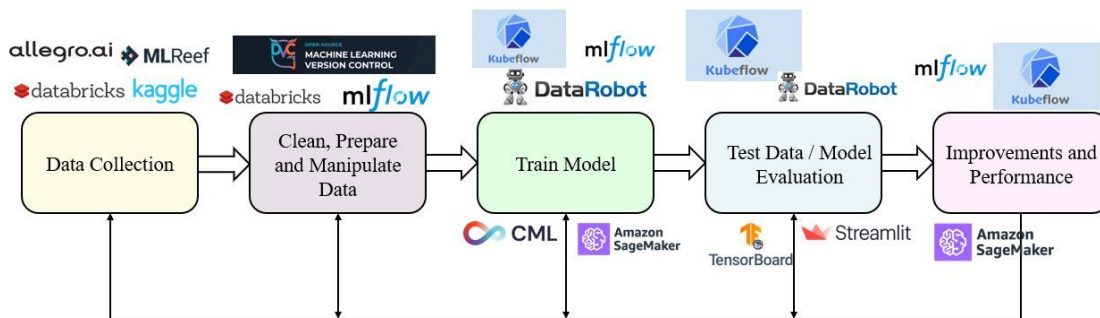 allegro.ai
MLReef
databricks
kaggle
DVC
OPEN-SOURCE
MACHINE LEARNING
VERSION CONTROL
databricks
mlflow
Kubeflow
mlflow
DataRobot
Kubeflow
DataRobot
mlflow
Kubeflow
Data Collection
Clean, Prepare
and Manipulate
Data
Train Model
Test Data / Model
Evaluation
Improvements and
Performance
CML
Amazon
SageMaker
TensorBoard
Streamlit
Amazon
SageMaker